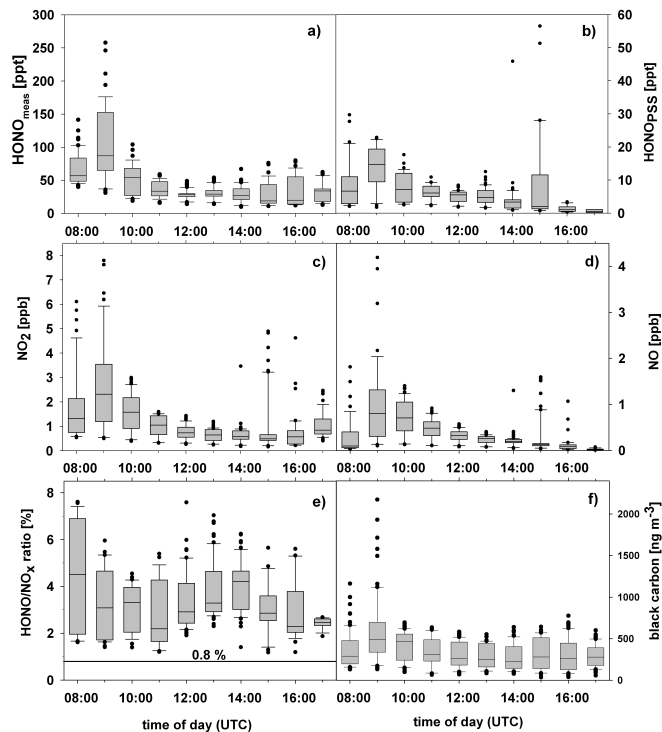 300
250
200
150
100
50
0
HONO_meas [ppt]
a)
08:00 10:00 12:00 14:00 16:00
b)
60
50
40
30
20
10
0
HONO_PSS [ppt]
08:00 10:00 12:00 14:00 16:00
8
7
6
5
4
3
2
1
0
NO₂ [ppb]
c)
08:00 10:00 12:00 14:00 16:00
d)
4
3
2
1
0
NO [ppb]
08:00 10:00 12:00 14:00 16:00
8
6
4
2
0
HONO/NOₓ ratio [%]
e)
0.8 %
08:00 10:00 12:00 14:00 16:00
time of day (UTC)
f)
2000
1500
1000
500
0
black carbon [ng m⁻³]
08:00 10:00 12:00 14:00 16:00
time of day (UTC)